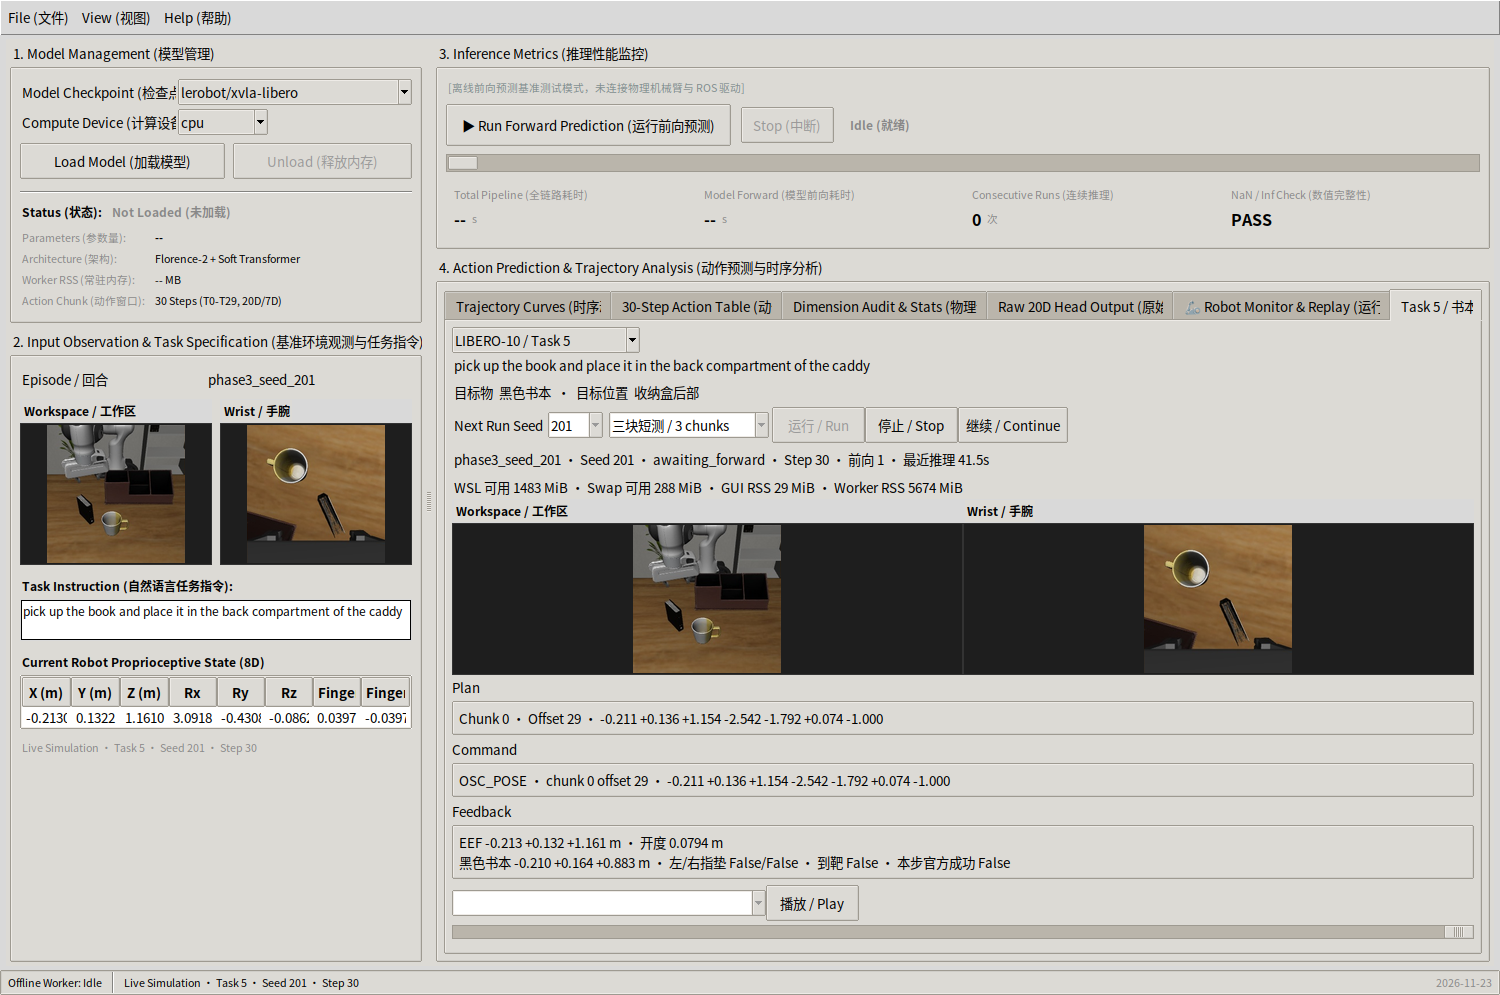 File (文件) View (视图) Help (帮助)
1. Model Management (模型管理)
Model Checkpoint (检查点 lerobot/xvla-libero
Compute Device (计算设备 cpu
Load Model (加载模型) Unload (释放内存)
Status (状态): Not Loaded (未加载)
Parameters (参数量): --
Architecture (架构): Florence-2 + Soft Transformer
Worker RSS (常驻内存): -- MB
Action Chunk (动作窗口): 30 Steps (T0-T29, 20D/7D)
2. Input Observation & Task Specification (基准环境观测与任务指令)
Episode / 回合 phase3_seed_201
Workspace / 工作区 Wrist / 手腕
Task Instruction (自然语言任务指令):
pick up the book and place it in the back compartment of the caddy
Current Robot Proprioceptive State (8D)
X (m) Y (m) Z (m) Rx Ry Rz Finge Finger
-0.2130 0.1322 1.1610 3.0918 -0.4308 -0.0862 0.0397 -0.0397
Live Simulation · Task 5 · Seed 201 · Step 30
3. Inference Metrics (推理性能监控)
[离线前向预测基准测试模式，未连接物理机械臂与 ROS 驱动]
▶ Run Forward Prediction (运行前向预测) Stop (中断) Idle (就绪)
Total Pipeline (全链路耗时) Model Forward (模型前向耗时) Consecutive Runs (连续推理) NaN / Inf Check (数值完整性)
-- s -- s 0 次 PASS
4. Action Prediction & Trajectory Analysis (动作预测与时序分析)
Trajectory Curves (时序 30-Step Action Table (动 Dimension Audit & Stats (物理 Raw 20D Head Output (原始 🦾 Robot Monitor & Replay (运行 Task 5 / 书本
LIBERO-10 / Task 5
pick up the book and place it in the back compartment of the caddy
目标物 黑色书本 · 目标位置 收纳盒后部
Next Run Seed 201 三块短测 / 3 chunks 运行 / Run 停止 / Stop 继续 / Continue
phase3_seed_201 · Seed 201 · awaiting_forward · Step 30 · 前向 1 · 最近推理 41.5s
WSL 可用 1483 MiB · Swap 可用 288 MiB · GUI RSS 29 MiB · Worker RSS 5674 MiB
Workspace / 工作区 Wrist / 手腕
Plan
Chunk 0 · Offset 29 · -0.211 +0.136 +1.154 -2.542 -1.792 +0.074 -1.000
Command
OSC_POSE · chunk 0 offset 29 · -0.211 +0.136 +1.154 -2.542 -1.792 +0.074 -1.000
Feedback
EEF -0.213 +0.132 +1.161 m · 开度 0.0794 m
黑色书本 -0.210 +0.164 +0.883 m · 左/右指垫 False/False · 到靶 False · 本步官方成功 False
播放 / Play
Offline Worker: Idle Live Simulation · Task 5 · Seed 201 · Step 30 2026-11-23